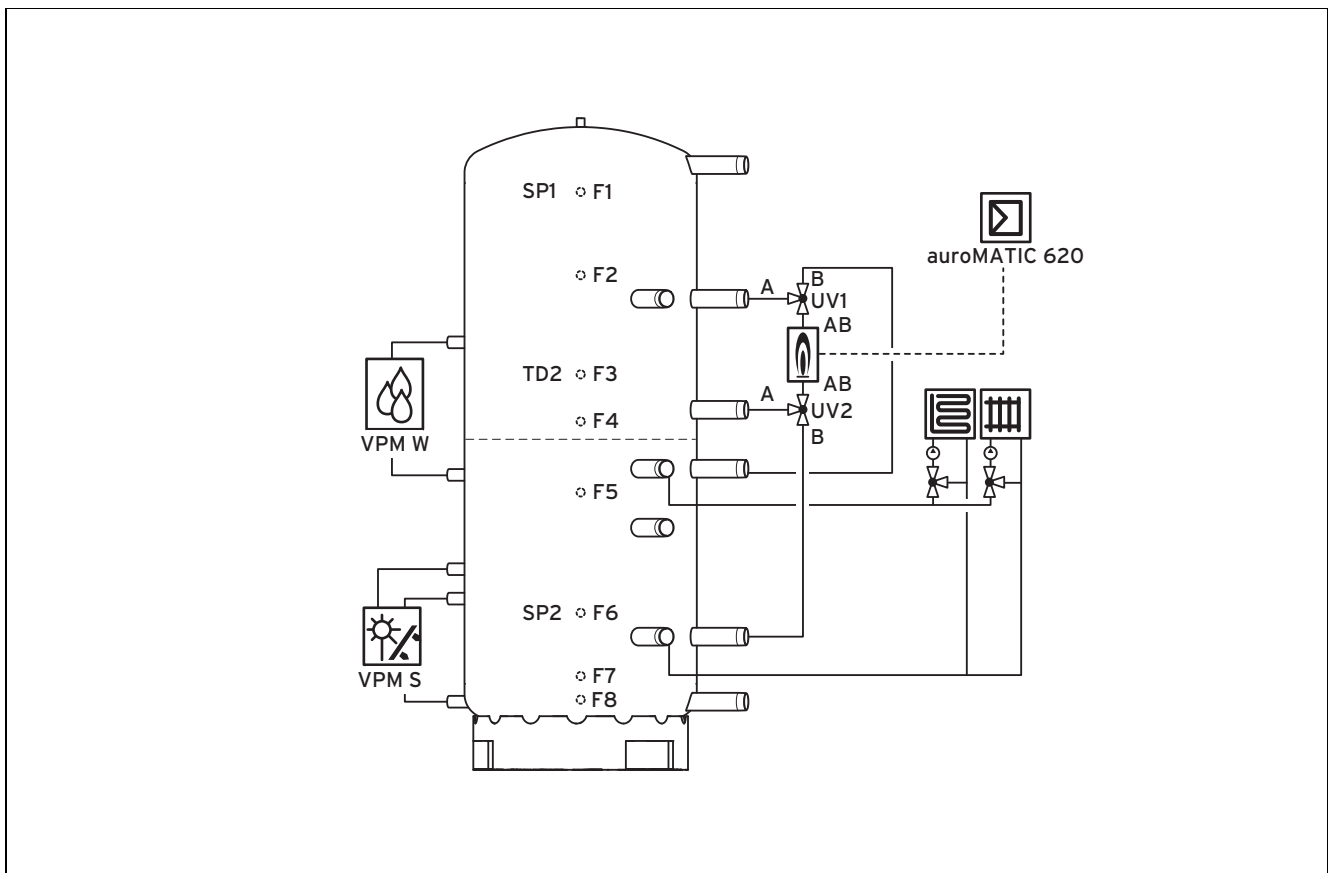 SP1 F1
auroMATIC 620
F2
A
B
UV1
AB
TD2 F3
AB
A
UV2
F4
B
VPM W
F5
SP2 F6
VPM S
F7
F8